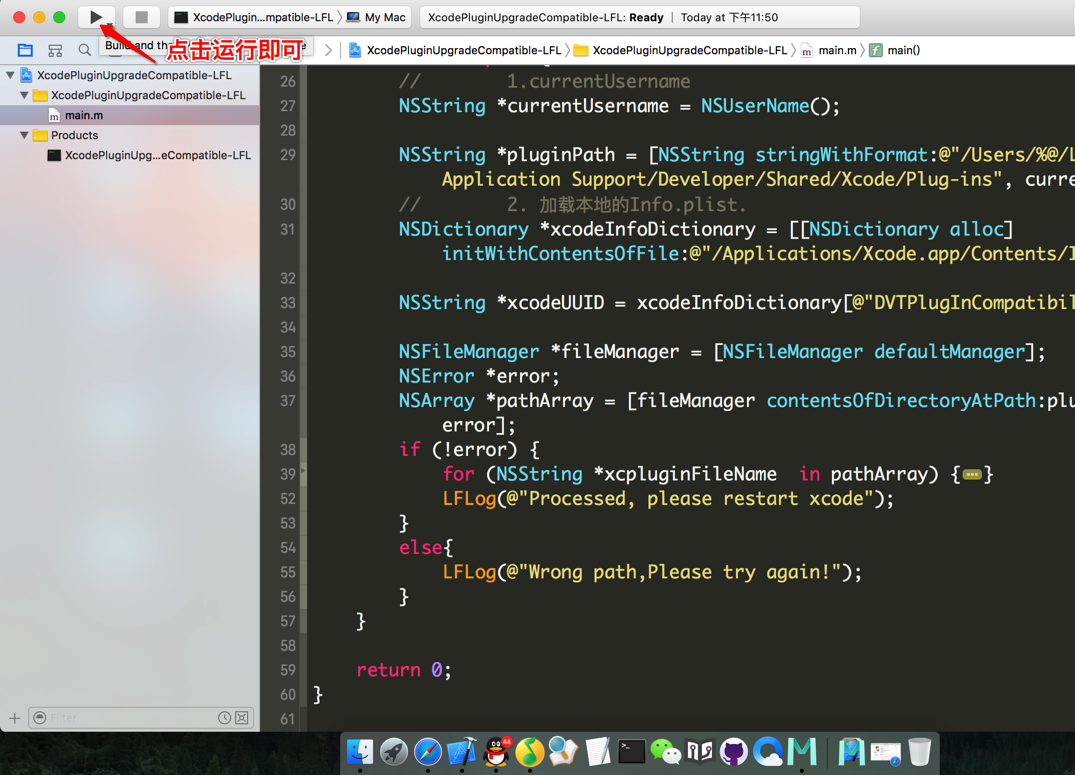 XcodePlugin...mpatible-LFL
My Mac
XcodePluginUpgradeCompatible-LFL: Ready | Today at 下午11:50
Build and th
点击运行即可
XcodePluginUpgradeCompatible-LFL
XcodePluginUpgradeCompatible-LFL
main.m
main()
XcodePluginUpgradeCompatible-LFL
XcodePluginUpgradeCompatible-LFL
main.m
Products
XcodePluginUpg...eCompatible-LFL
Filter
26 // 1.currentUsername
27 NSString *currentUsername = NSUserName();
28
29 NSString *pluginPath = [NSString stringWithFormat:@"/Users/%@/L
Application Support/Developer/Shared/Xcode/Plug-ins", curre
30 // 2. 加载本地的Info.plist.
31 NSDictionary *xcodeInfoDictionary = [[NSDictionary alloc]
initWithContentsOfFile:@"/Applications/Xcode.app/Contents/I
32
33 NSString *xcodeUUID = xcodeInfoDictionary[@"DVTPlugInCompatibil
34
35 NSFileManager *fileManager = [NSFileManager defaultManager];
36 NSError *error;
37 NSArray *pathArray = [fileManager contentsOfDirectoryAtPath:plu
error];
38 if (!error) {
39 for (NSString *xcpluginFileName in pathArray) {•••}
52 LFLog(@"Processed, please restart xcode");
53 }
54 else{
55 LFLog(@"Wrong path,Please try again!");
56 }
57 }
58
59 return 0;
60 }
61
44